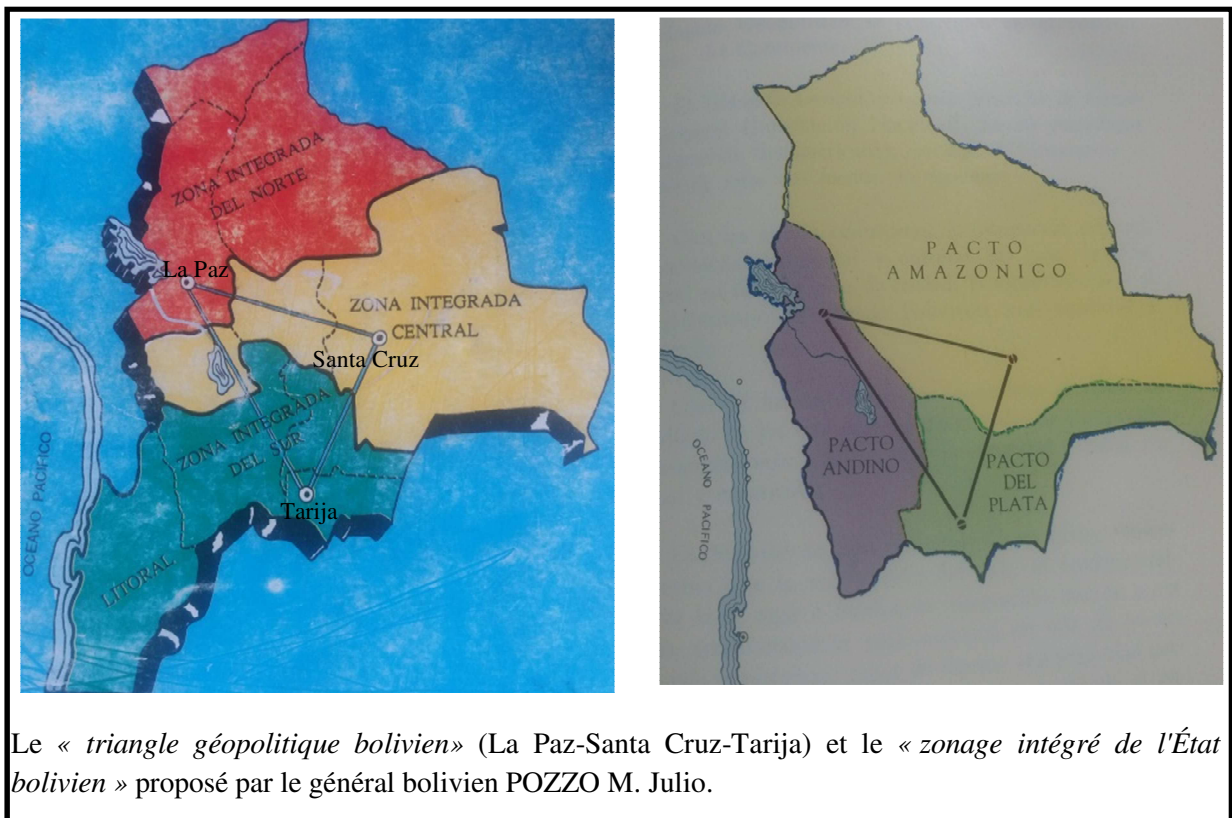 ZONA INTEGRADA
DEL NORTE
La Paz
ZONA INTEGRADA
CENTRAL
Santa Cruz
ZONA INTEGRADA
DEL SUR
Tarija
LITORAL
OCEANO PACIFICO
PACTO
AMAZONICO
PACTO
ANDINO
PACTO
DEL
PLATA
OCEANO PACIFICO
Le « triangle géopolitique bolivien» (La Paz-Santa Cruz-Tarija) et le « zonage intégré de l'État
bolivien » proposé par le général bolivien POZZO M. Julio.